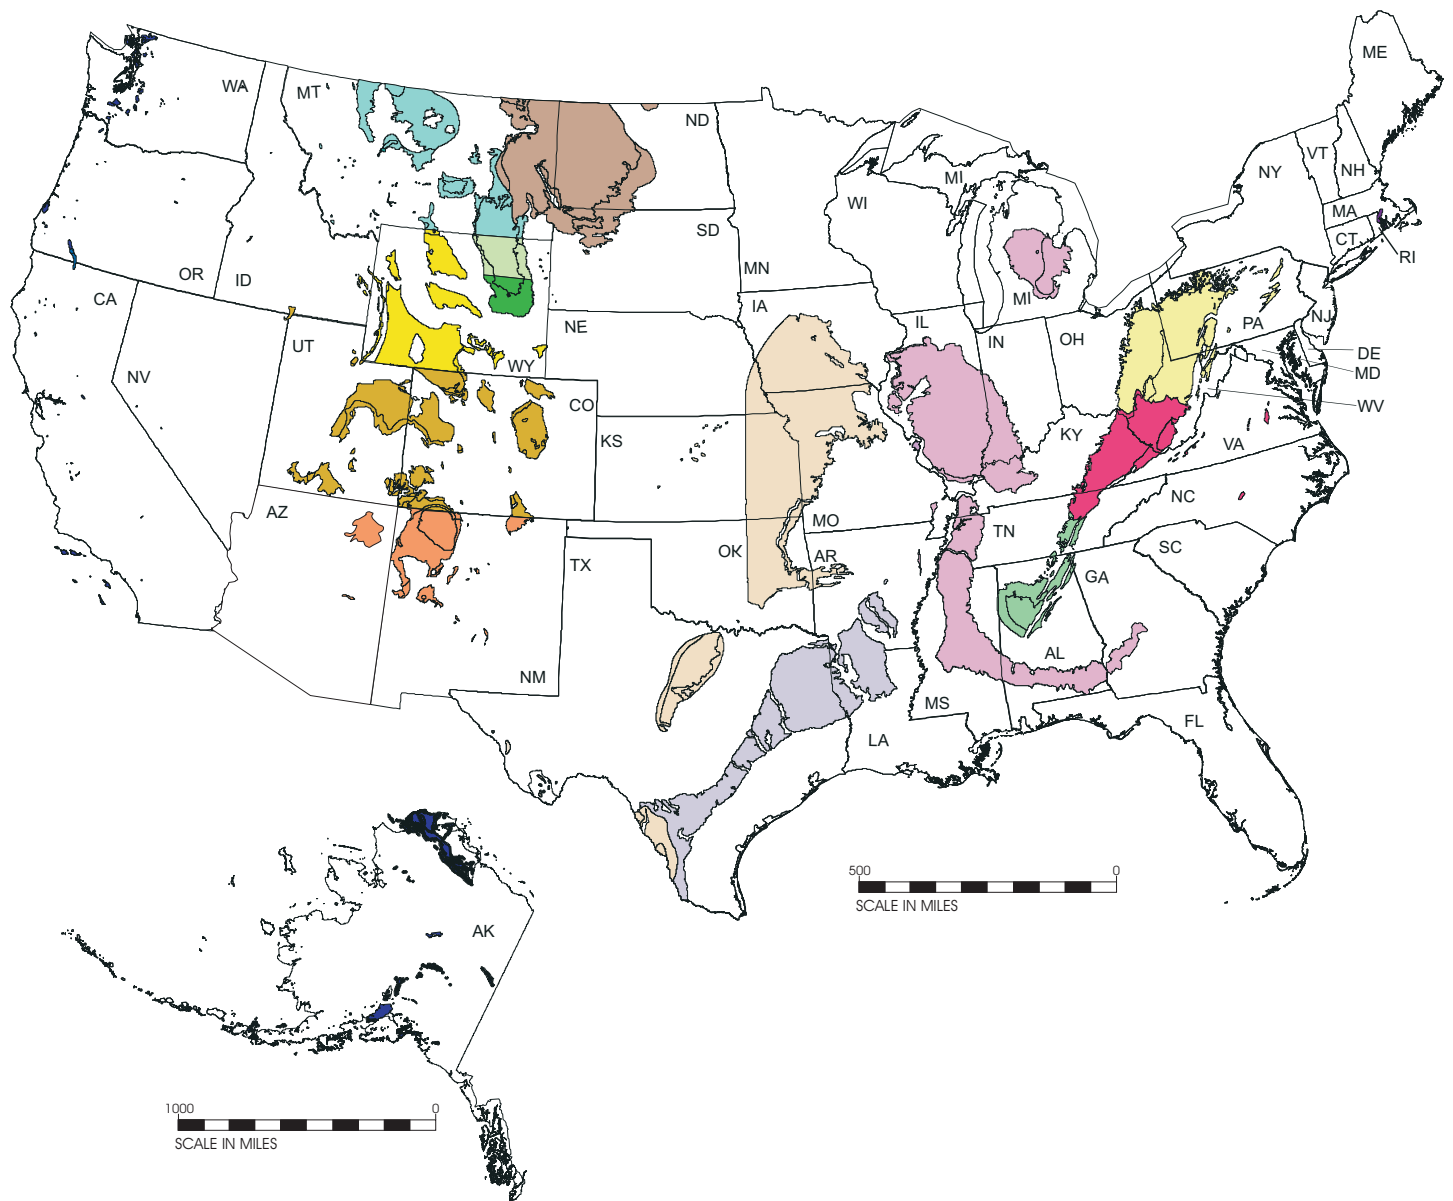 ME
WA
MT
ND
VT
NH
NY
MI
WI
MA
CT
RI
SD
MN
OR
ID
CA
MI
IA
NE
IL
IN
OH
PA
NJ
UT
WY
DE
MD
NV
CO
WV
KS
KY
VA
AZ
MO
NC
TN
OK
AR
SC
TX
GA
AL
NM
MS
FL
LA
500
0
SCALE IN MILES
AK
1000
0
SCALE IN MILES